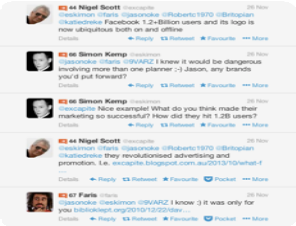 44 Nigel Scott @excapite 26 Nov
@eskimon @faris @jasonoke @Roberto1970 @Britopian
@katiedreke Facebook 1.2+Billion users and its logo is
now ubiquitous both on and offline
Details Reply Retweet Favourite More
66 Simon Kemp @eskimon 26 Nov
@jasonoke @excapite @faris @9VARZ I knew it would be dangerous
involving more than one planner ;-) Jason, any brands
you'd put forward?
Details Reply Retweet Favourite More
66 Simon Kemp @eskimon 26 Nov
@excapite Nice example! What do you think made their
marketing so successful? How did they hit 1.2B users?
Details Reply Retweet Favourite More
44 Nigel Scott @excapite 26 Nov
@eskimon @faris @jasonoke @Roberto1970 @Britopian
@katiedreke they revolutionised advertising and
promotion. i.e. excapite.blogspot.com.au/2013/10/what-f
...
Details Reply Retweet Favourite Pocket More
67 Faris @faris 26 Nov
@jasonoke @eskimon @9VARZ I know :) it was only for
you biblioklept.org/2010/12/22/dav...
Details Reply Retweet Favourite Pocket More